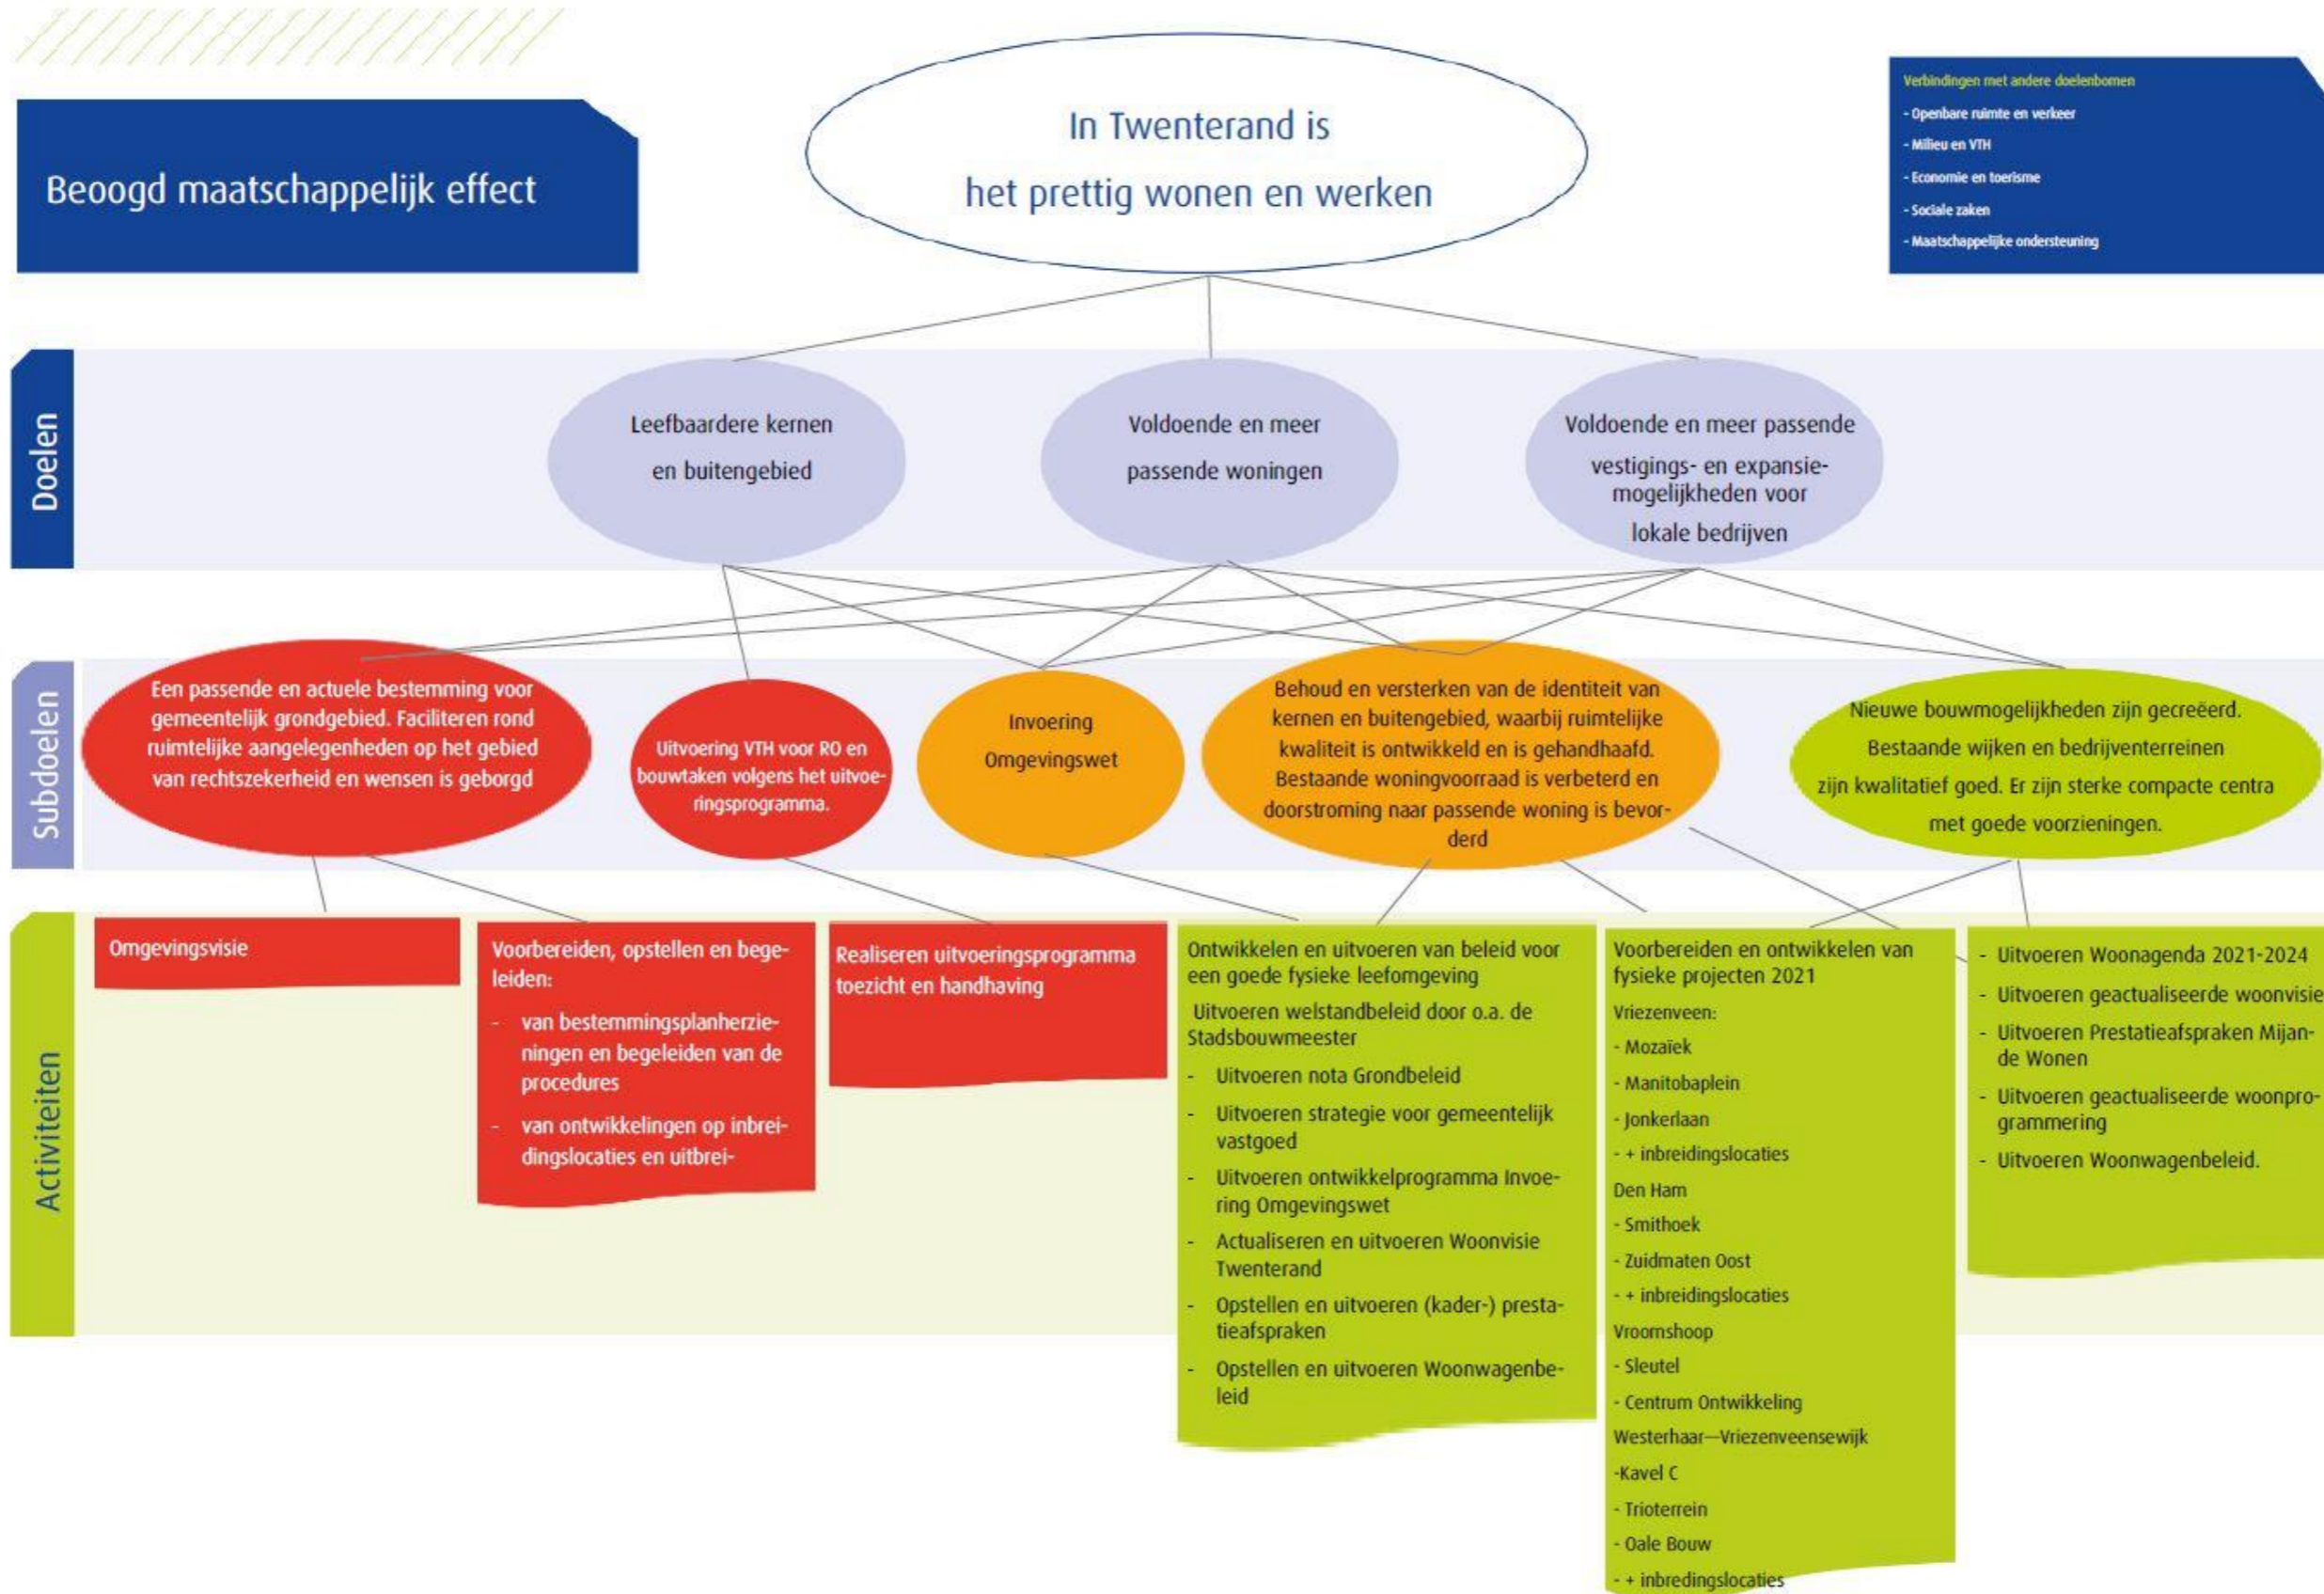 Beoogd maatschappelijk effect
In Twenterand is
het prettig wonen en werken
Verbindingen met andere doelenbomen
- Openbare ruimte en verkeer
- Milieu en VTH
- Economie en toerisme
- Sociale zaken
- Maatschappelijke ondersteuning
Doelen
Leefbaardere kernen
en buitengebied
Voldoende en meer
passende woningen
Voldoende en meer passende
vestigings- en expansie-
mogelijkheden voor
lokale bedrijven
Subdoelen
Een passende en actuele bestemming voor
gemeentelijk grondgebied. Faciliteren rond
ruimtelijke aangelegenheden op het gebied
van rechtszekerheid en wensen is geborgd
Uitvoering VTH voor RO en
bouwtaken volgens het uitvoe-
ringsprogramma.
Invoering
Omgevingswet
Behoud en versterken van de identiteit van
kernen en buitengebied, waarbij ruimtelijke
kwaliteit is ontwikkeld en is gehandhaafd.
Bestaande woningvoorraad is verbeterd en
doorstroming naar passende woning is bevor-
derd
Nieuwe bouwmogelijkheden zijn gecreëerd.
Bestaande wijken en bedrijventerreinen
zijn kwalitatief goed. Er zijn sterke compacte centra
met goede voorzieningen.
Activiteiten
Omgevingsvisie
Voorbereiden, opstellen en bege-
leiden:
- van bestemmingsplanherzie-
ningen en begeleiden van de
procedures
- van ontwikkelingen op inbrei-
dingslocaties en uitbrei-
Realiseren uitvoeringsprogramma
toezicht en handhaving
Ontwikkelen en uitvoeren van beleid voor
een goede fysieke leefomgeving
Uitvoeren welstandbeleid door o.a. de
Stadsbouwmeester
- Uitvoeren nota Grondbeleid
- Uitvoeren strategie voor gemeentelijk
vastgoed
- Uitvoeren ontwikkelprogramma Invoe-
ring Omgevingswet
- Actualiseren en uitvoeren Woonvisie
Twenterand
- Opstellen en uitvoeren (kader-) presta-
tieafspraken
- Opstellen en uitvoeren Woonwagenbe-
leid
Voorbereiden en ontwikkelen van
fysieke projecten 2021
Vriezenveen:
- Mozaïek
- Manitobaplein
- Jonkerlaan
- + inbreidingslocaties
Den Ham
- Smithoek
- Zuidmaten Oost
- + inbreidingslocaties
Vroomshoop
- Sleutel
- Centrum Ontwikkeling
Westerhaar—Vriezenveensewijk
-Kavel C
- Trioterrein
- Oale Bouw
- + inbredingslocaties
- Uitvoeren Woonagenda 2021-2024
- Uitvoeren geactualiseerde woonvisie
- Uitvoeren Prestatieafspraken Mijan-
de Wonen
- Uitvoeren geactualiseerde woonpro-
grammering
- Uitvoeren Woonwagenbeleid.